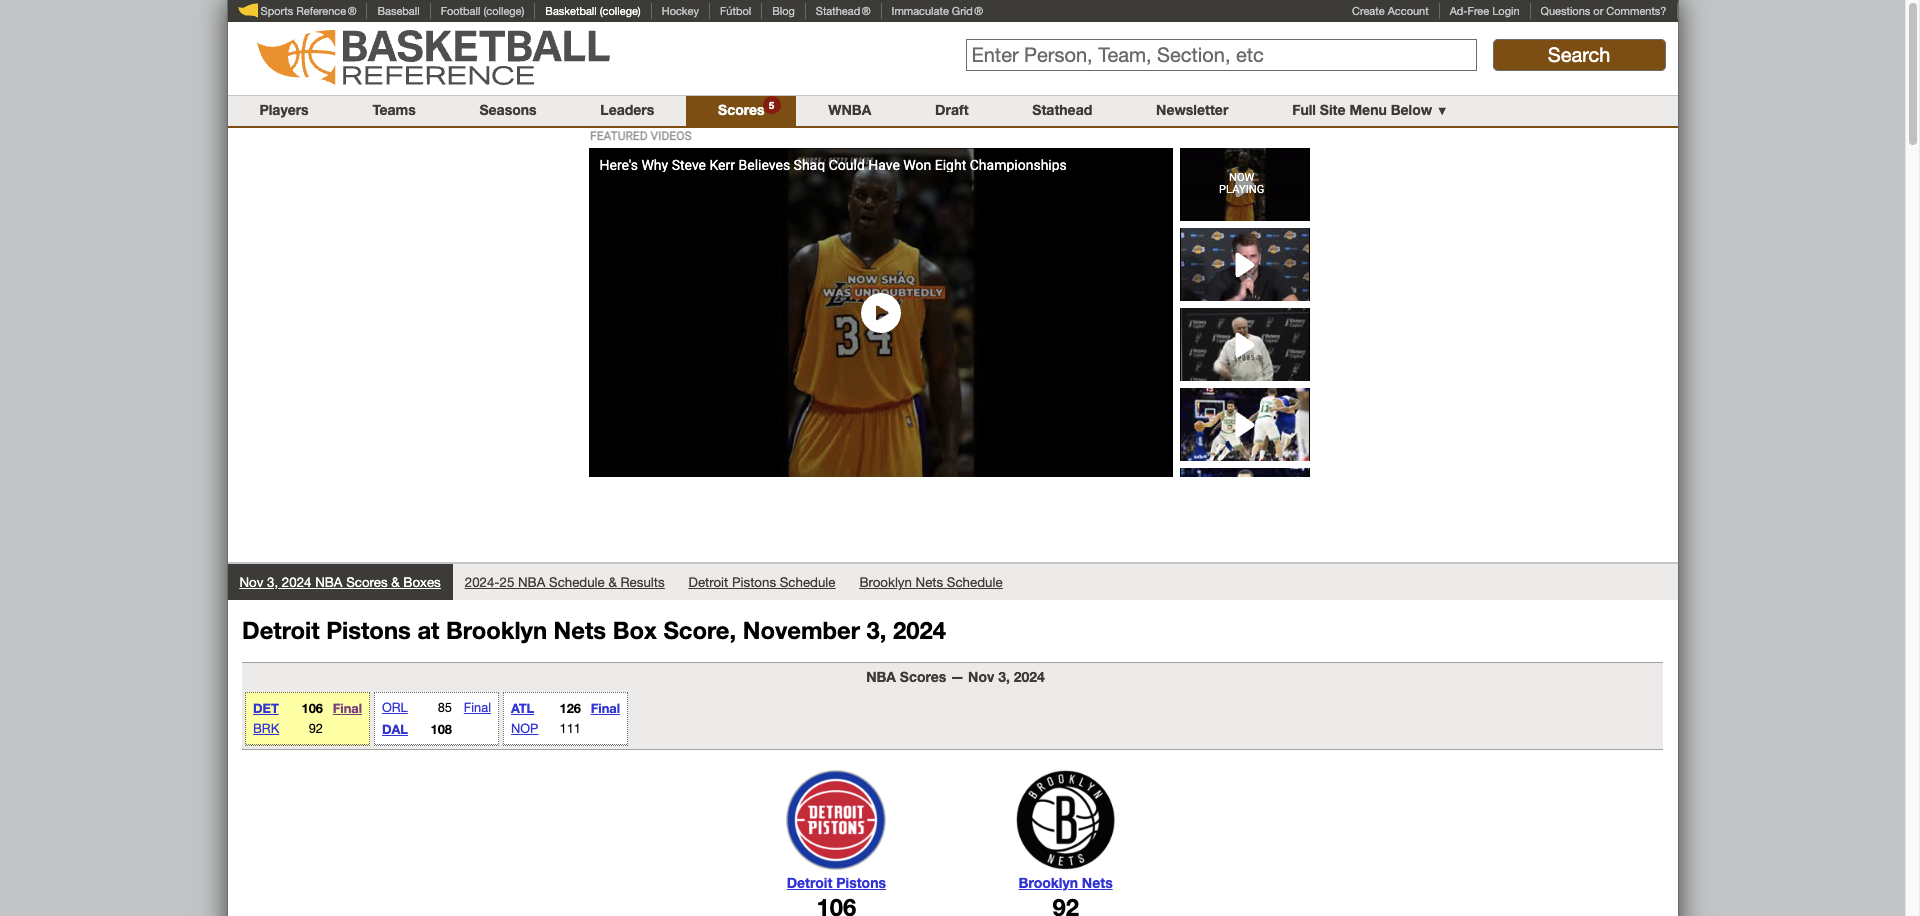 Sports Reference® Baseball Football (college) Basketball (college) Hockey Fútbol Blog Stathead® Immaculate Grid® Create Account Ad-Free Login Questions or Comments?
BASKETBALL
REFERENCE
Enter Person, Team, Section, etc Search
Players Teams Seasons Leaders Scores 5 WNBA Draft Stathead Newsletter Full Site Menu Below ▼
FEATURED VIDEOS
Here's Why Steve Kerr Believes Shaq Could Have Won Eight Championships
NOW SHAQ
WAS UNDOUBTEDLY
34
NOW
PLAYING
SPURS
Nov 3, 2024 NBA Scores & Boxes 2024-25 NBA Schedule & Results Detroit Pistons Schedule Brooklyn Nets Schedule
Detroit Pistons at Brooklyn Nets Box Score, November 3, 2024
NBA Scores — Nov 3, 2024
DET 106 Final ORL 85 Final ATL 126 Final
BRK 92 DAL 108 NOP 111
DETROIT
PISTONS
BROOKLYN
B
NETS
Detroit Pistons Brooklyn Nets
106 92